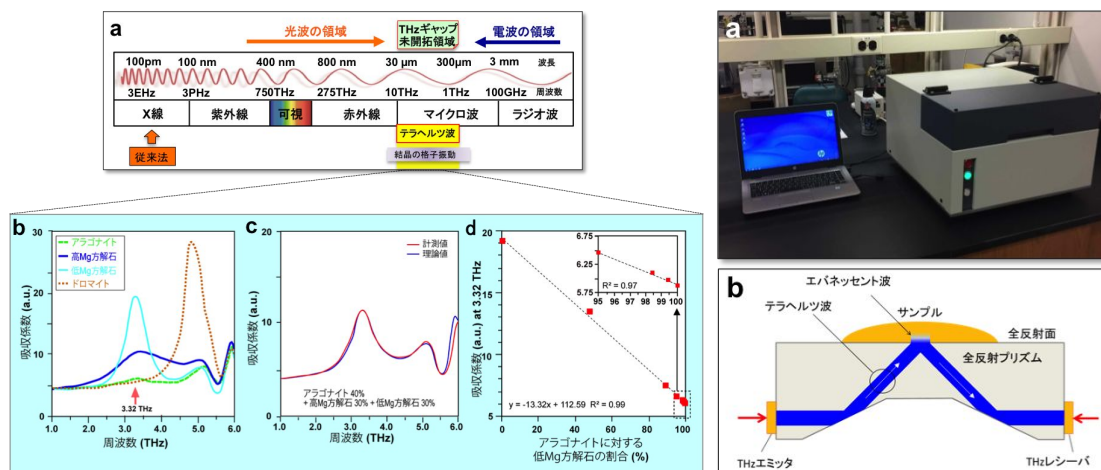 a
光波の領域
THzギャップ
未開拓領域
電波の領域
100pm 100 nm 400 nm 800 nm 30 μm 300μm 3 mm 波長
3EHz 3PHz 750THz 275THz 10THz 1THz 100GHz 周波数
X線 紫外線 可視 赤外線 マイクロ波 ラジオ波
テラヘルツ波
従来法
結晶の格子振動
b
吸収係数 (a.u.)
30
20
10
0
アラゴナイト
高Mg方解石
低Mg方解石
ドロマイト
3.32 THz
1.0 2.0 3.0 4.0 5.0 6.0
周波数 (THz)
c
吸収係数 (a.u.)
20
10
0
計測値
理論値
アラゴナイト 40%
+ 高Mg方解石 30% + 低Mg方解石 30%
1.0 2.0 3.0 4.0 5.0 6.0
周波数 (THz)
d
吸収係数 (a.u.) at 3.32 THz
20
15
10
5
6.75
6.25
5.75
R² = 0.97
95 96 97 98 99 100
y = -13.32x + 112.59 R² = 0.99
0 20 40 60 80 100
アラゴナイトに対する
低Mg方解石の割合 (%)
a
b
エバネッセント波
テラヘルツ波
サンプル
全反射面
全反射プリズム
THzエミッタ
THzレシーバ